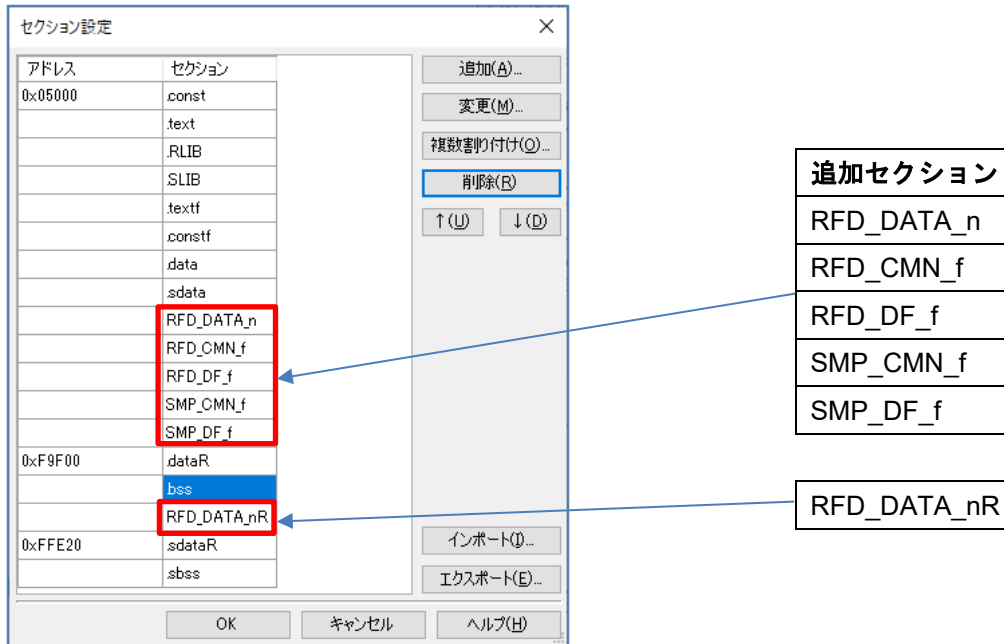 セクション設定
アドレス セクション
0x05000 .const
.text
.RLIB
.SLIB
.textf
.constf
.data
.sdata
RFD_DATA_n
RFD_CMN_f
RFD_DF_f
SMP_CMN_f
SMP_DF_f
0xF9F00 .dataR
.bss
RFD_DATA_nR
0xFFE20 .sdataR
.sbss
追加(A)...
変更(M)...
複数割り付け(O)...
削除(R)
↑(U) ↓(D)
インポート(I)...
エクスポート(E)...
OK キャンセル ヘルプ(H)
追加セクション
RFD_DATA_n
RFD_CMN_f
RFD_DF_f
SMP_CMN_f
SMP_DF_f
RFD_DATA_nR